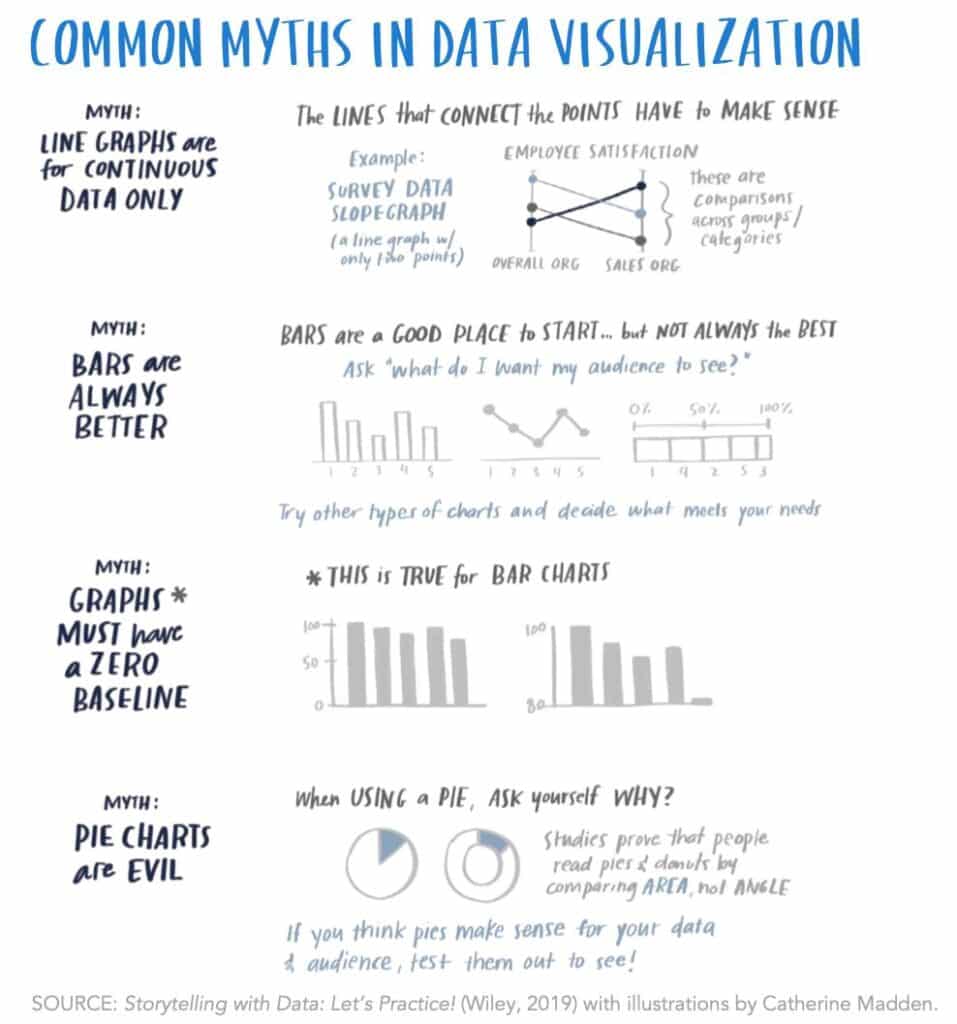 COMMON MYTHS IN DATA VISUALIZATION
MYTH:
LINE GRAPHS are
for CONTINUOUS
DATA ONLY
The LINES that CONNECT the POINTS HAVE to MAKE SENSE
Example:
SURVEY DATA
SLOPEGRAPH
(a line graph w/
only two points)
EMPLOYEE SATISFACTION
OVERALL ORG
SALES ORG
These are
comparisons
across groups/
categories
MYTH:
BARS are
ALWAYS
BETTER
BARS are a GOOD PLACE to START... but NOT ALWAYS the BEST
Ask "what do I want my audience to see?"
1 2 3 4 5
1 2 3 4 5
0% 50% 100%
1 4 2 5 3
Try other types of charts and decide what meets your needs
MYTH:
GRAPHS *
MUST have
a ZERO
BASELINE
* THIS is TRUE for BAR CHARTS
100
50
0
100
80
MYTH:
PIE CHARTS
are EVIL
When USING a PIE, ASK yourself WHY?
Studies prove that people
read pies & donuts by
comparing AREA, not ANGLE
If you think pies make sense for your data
& audience, test them out to see!
SOURCE: Storytelling with Data: Let's Practice! (Wiley, 2019) with illustrations by Catherine Madden.